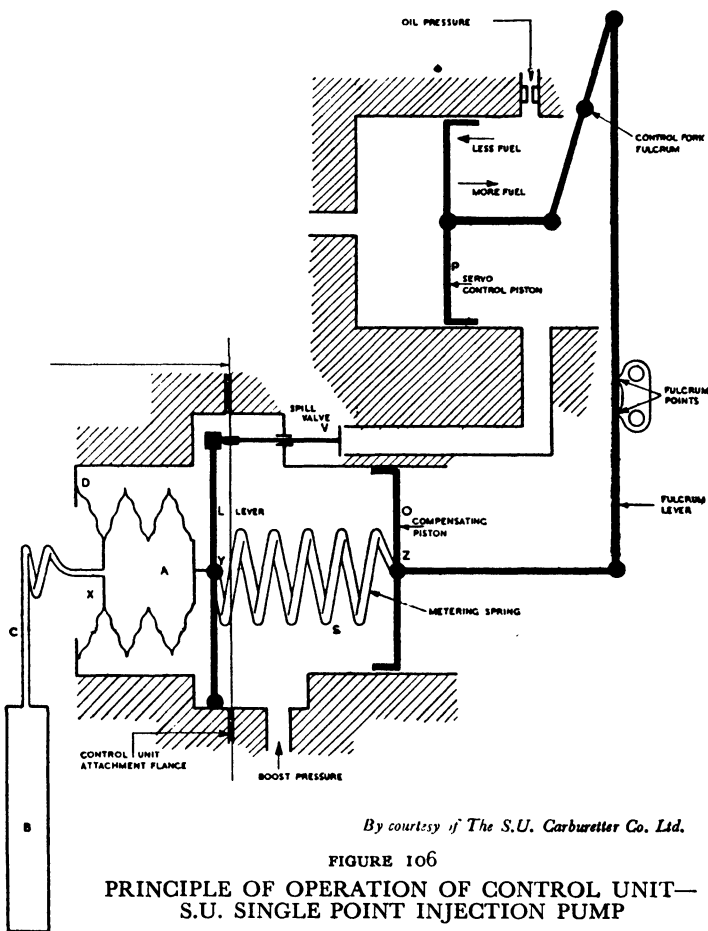 OIL PRESSURE
CONTROL FORK
FULCRUM
LESS FUEL
MORE FUEL
P
SERVO
CONTROL PISTON
FULCRUM
POINTS
SPILL
VALVE
V
D
L
LEVER
O
COMPENSATING
PISTON
FULCRUM
LEVER
A
Y
Z
X
METERING SPRING
C
S
CONTROL UNIT
ATTACHMENT FLANGE
BOOST PRESSURE
B
By courtesy of The S.U. Carburetter Co. Ltd.
FIGURE 106
PRINCIPLE OF OPERATION OF CONTROL UNIT—
S.U. SINGLE POINT INJECTION PUMP